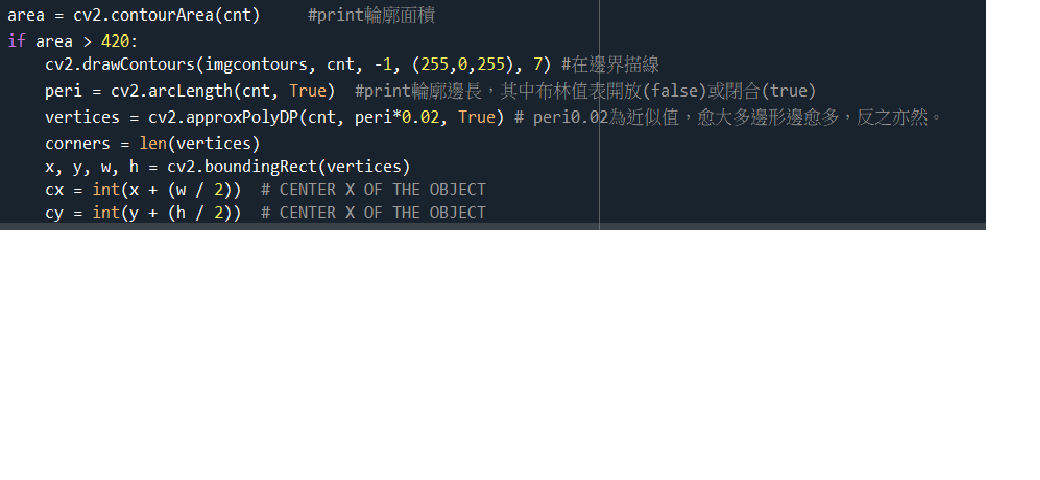 area = cv2.contourArea(cnt)     #print輪廓面積
if area > 420:
    cv2.drawContours(imgcontours, cnt, -1, (255,0,255), 7) #在邊界描線
    peri = cv2.arcLength(cnt, True)  #print輪廓邊長，其中布林值表開放(false)或閉合(true)
    vertices = cv2.approxPolyDP(cnt, peri*0.02, True) # peri0.02為近似值，愈大多邊形邊愈多，反之亦然。
    corners = len(vertices)
    x, y, w, h = cv2.boundingRect(vertices)
    cx = int(x + (w / 2))  # CENTER X OF THE OBJECT
    cy = int(y + (h / 2))  # CENTER X OF THE OBJECT